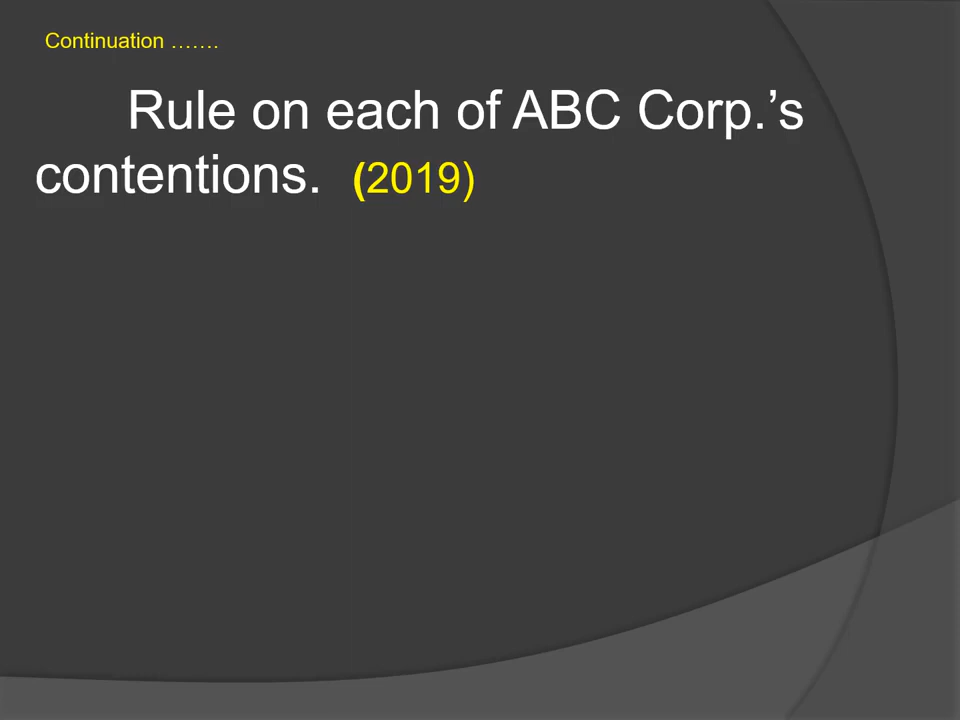 Continuation …….
Rule on each of ABC Corp.’s
contentions. (2019)